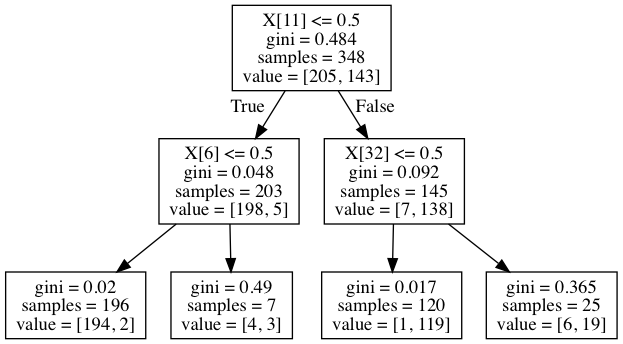 X[11] <= 0.5
gini = 0.484
samples = 348
value = [205, 143]
True
False
X[6] <= 0.5
gini = 0.048
samples = 203
value = [198, 5]
X[32] <= 0.5
gini = 0.092
samples = 145
value = [7, 138]
gini = 0.02
samples = 196
value = [194, 2]
gini = 0.49
samples = 7
value = [4, 3]
gini = 0.017
samples = 120
value = [1, 119]
gini = 0.365
samples = 25
value = [6, 19]